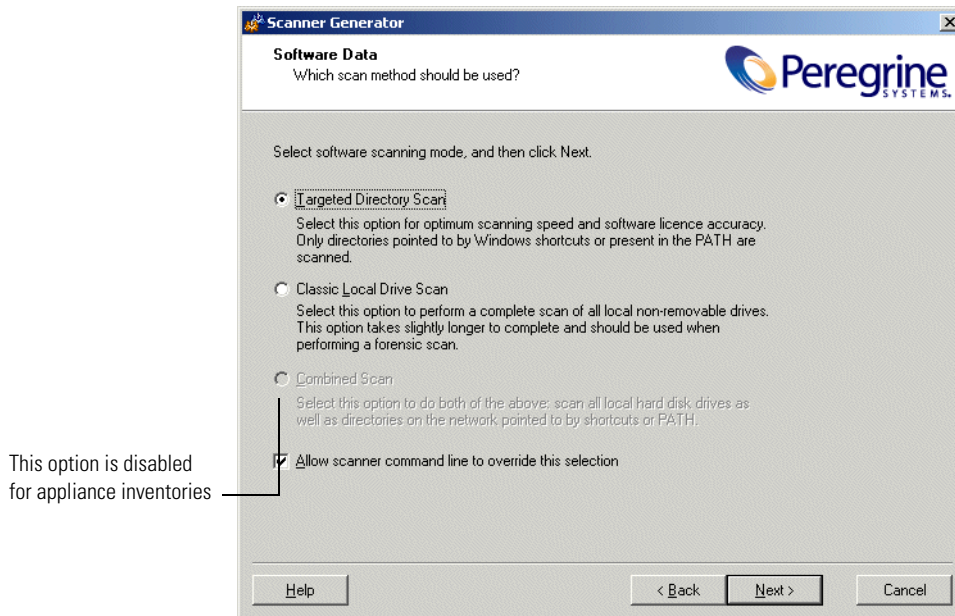 Scanner Generator
Software Data
Which scan method should be used?
Peregrine
SYSTEMS.
Select software scanning mode, and then click Next.
Targeted Directory Scan
Select this option for optimum scanning speed and software licence accuracy.
Only directories pointed to by Windows shortcuts or present in the PATH are
scanned.
Classic Local Drive Scan
Select this option to perform a complete scan of all local non-removable drives.
This option takes slightly longer to complete and should be used when
performing a forensic scan.
Combined Scan
Select this option to do both of the above: scan all local hard disk drives as
well as directories on the network pointed to by shortcuts or PATH.
Allow scanner command line to override this selection
This option is disabled
for appliance inventories
Help
< Back
Next >
Cancel